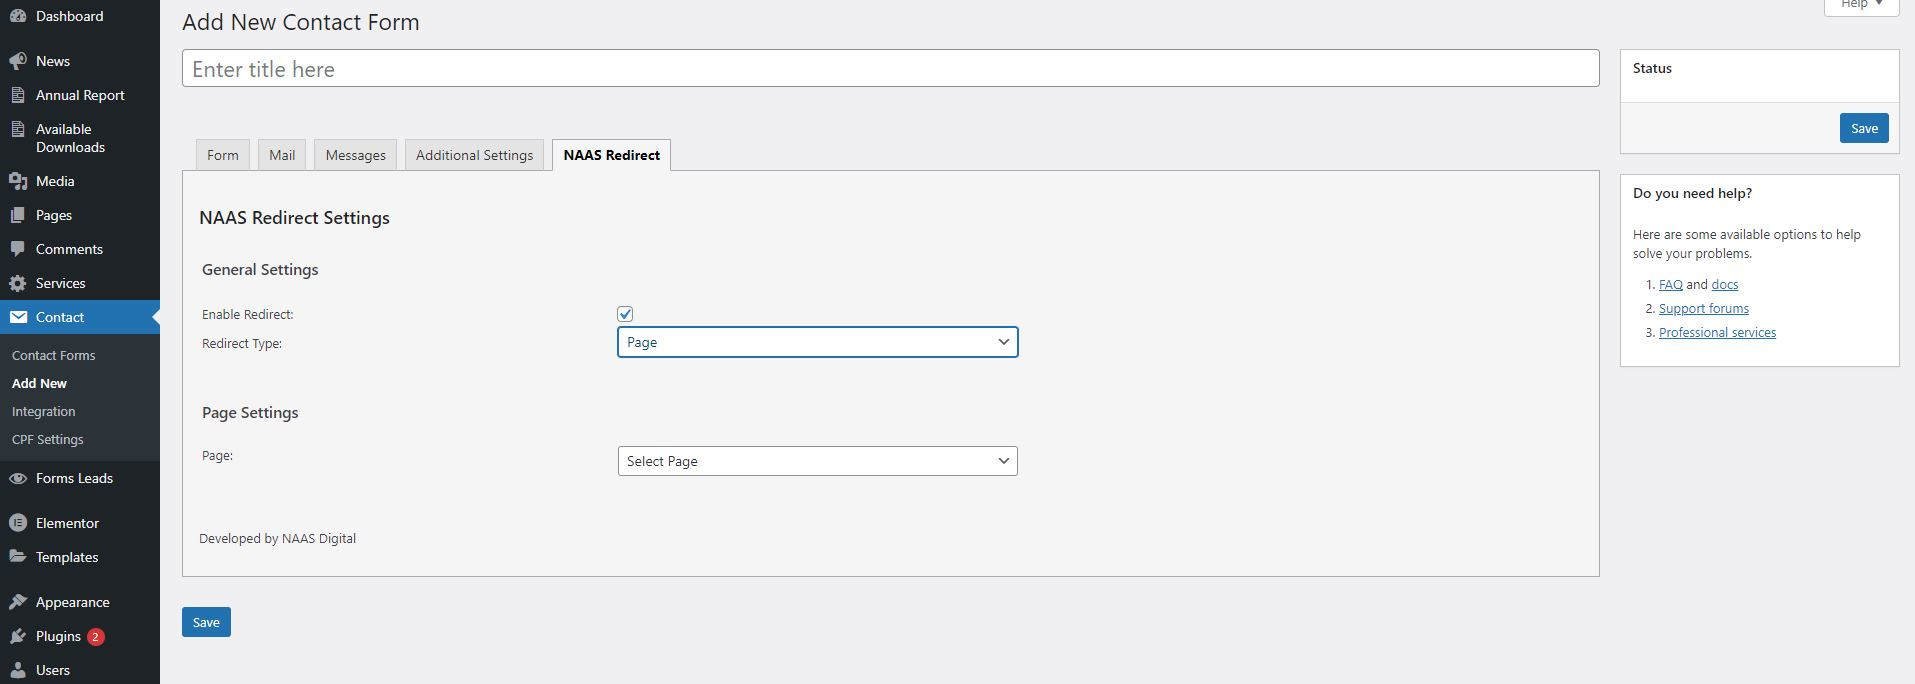 Dashboard
News
Annual Report
Available
Downloads
Media
Pages
Comments
Services
Contact
Contact Forms
Add New
Integration
CPF Settings
Forms Leads
Elementor
Templates
Appearance
Plugins 2
Users
Help
Add New Contact Form
Enter title here
Form Mail Messages Additional Settings NAAS Redirect
NAAS Redirect Settings
General Settings
Enable Redirect:
Redirect Type: Page
Page Settings
Page: Select Page
Developed by NAAS Digital
Save
Status
Save
Do you need help?
Here are some available options to help
solve your problems.
1. FAQ and docs
2. Support forums
3. Professional services